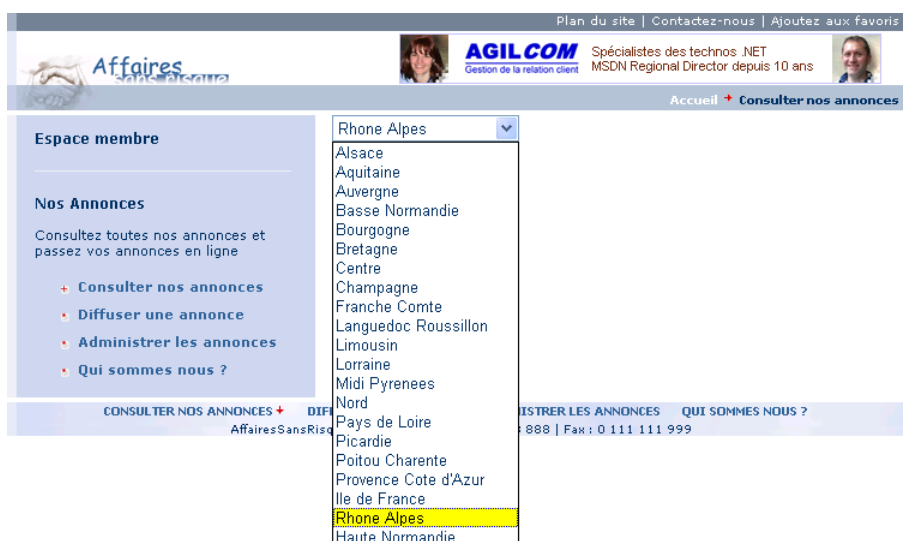 Plan du site | Contactez-nous | Ajoutez aux favoris
Affaires
sans Risque
AGILCOM
Gestion de la relation client
Spécialistes des technos .NET
MSDN Regional Director depuis 10 ans
Accueil Consulter nos annonces
Espace membre
Nos Annonces
Consultez toutes nos annonces et
passez vos annonces en ligne
Consulter nos annonces
Diffuser une annonce
Administrer les annonces
Qui sommes nous ?
Rhone Alpes
Alsace
Aquitaine
Auvergne
Basse Normandie
Bourgogne
Bretagne
Centre
Champagne
Franche Comte
Languedoc Roussillon
Limousin
Lorraine
Midi Pyrenees
Nord
Pays de Loire
Picardie
Poitou Charente
Provence Cote d'Azur
Ile de France
Rhone Alpes
Haute Normandie
CONSULTER NOS ANNONCES ISTRER LES ANNONCES QUI SOMMES NOUS ?
AffairesSansRisq 888 | Fax : 0 111 111 999